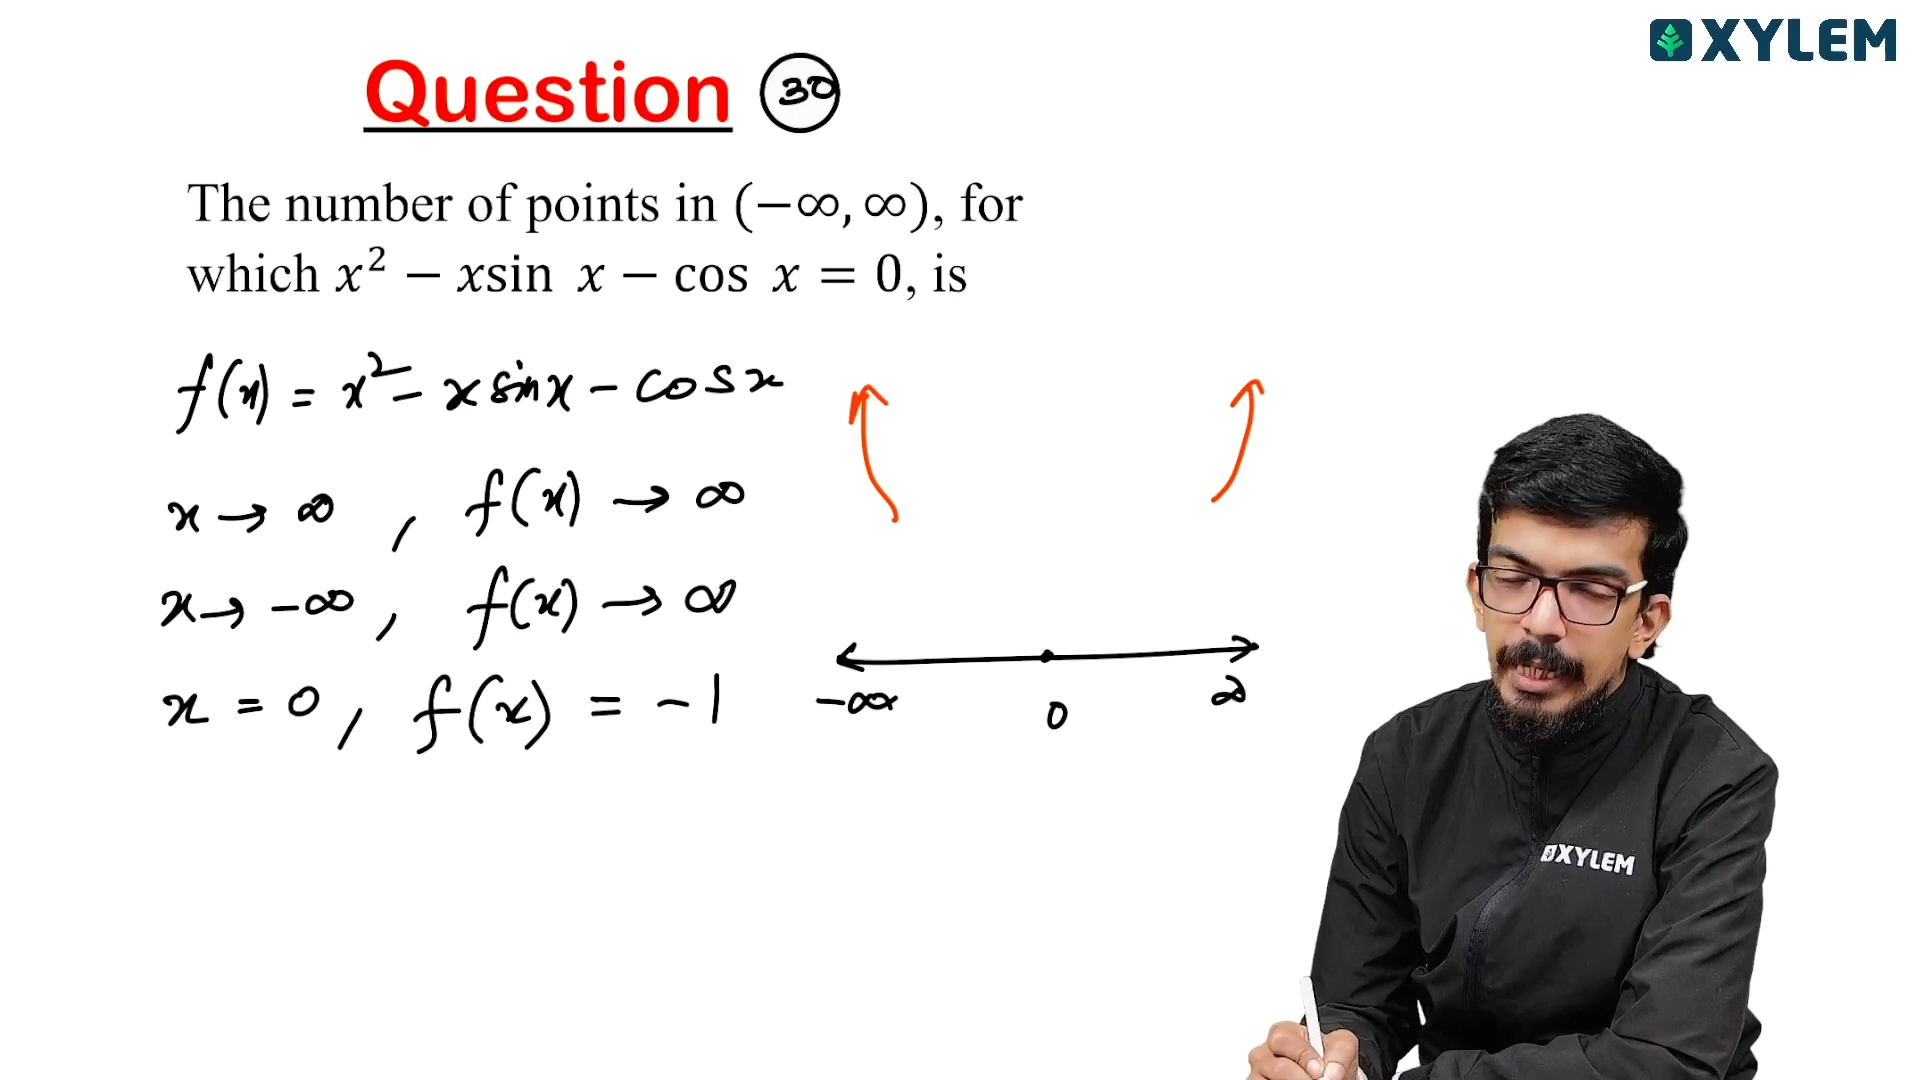 XYLEM
Question 30
The number of points in (−∞, ∞), for
which x² − xsin x − cos x = 0, is
f(x) = x² − x sin x − cos x
x → ∞ , f(x) → ∞
x → −∞ , f(x) → ∞
x = 0 , f(x) = −1
−∞ 0 ∞
XYLEM